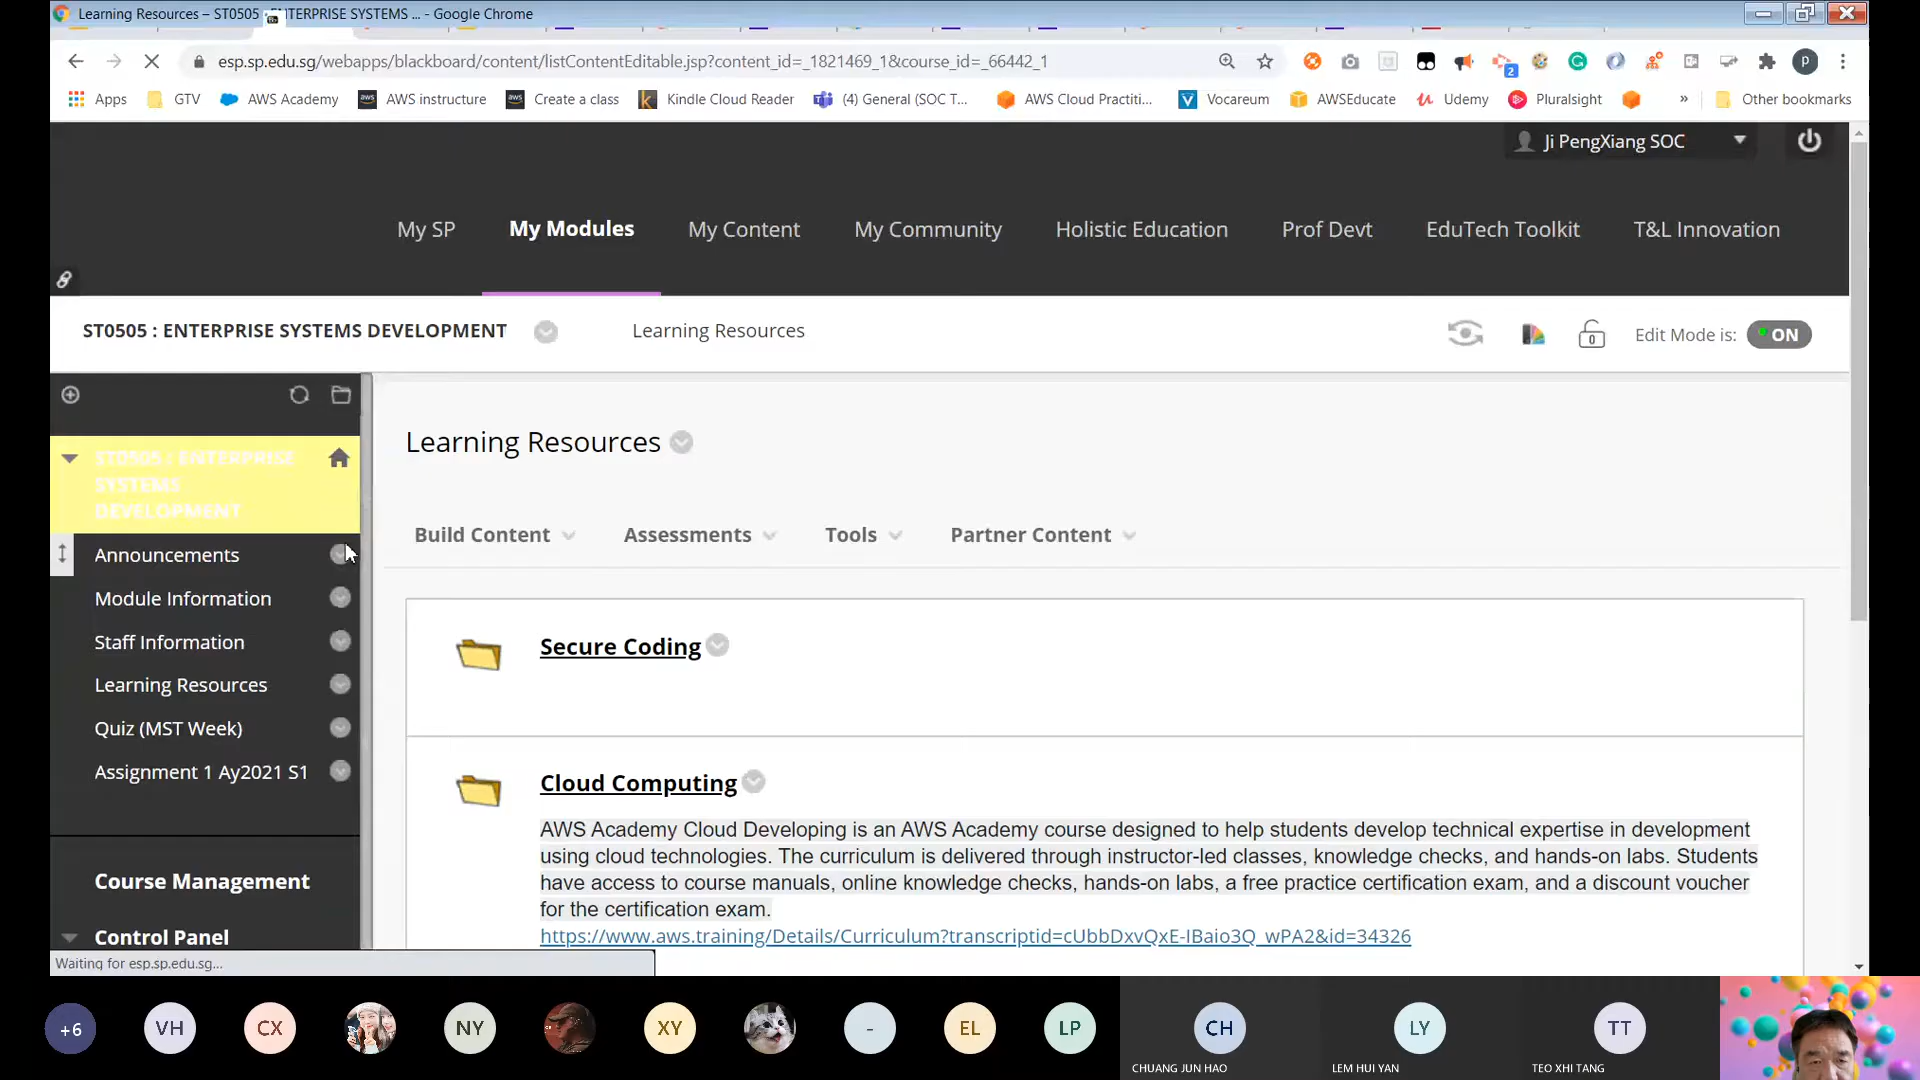 Learning Resources – ST0505 : ENTERPRISE SYSTEMS ... - Google Chrome
esp.sp.edu.sg/webapps/blackboard/content/listContentEditable.jsp?content_id=_1821469_1&course_id=_66442_1
2
P
Apps GTV AWS Academy AWS instructure Create a class Kindle Cloud Reader (4) General (SOC T... AWS Cloud Practiti... Vocareum AWSEducate Udemy Pluralsight » Other bookmarks
Ji PengXiang SOC
My SP My Modules My Content My Community Holistic Education Prof Devt EduTech Toolkit T&L Innovation
ST0505 : ENTERPRISE SYSTEMS DEVELOPMENT Learning Resources Edit Mode is: ON
ST0505 : ENTERPRISE
SYSTEMS
DEVELOPMENT
Announcements
Module Information
Staff Information
Learning Resources
Quiz (MST Week)
Assignment 1 Ay2021 S1
Course Management
Control Panel
Waiting for esp.sp.edu.sg...
Learning Resources
Build Content Assessments Tools Partner Content
Secure Coding
Cloud Computing
AWS Academy Cloud Developing is an AWS Academy course designed to help students develop technical expertise in development
using cloud technologies. The curriculum is delivered through instructor-led classes, knowledge checks, and hands-on labs. Students
have access to course manuals, online knowledge checks, hands-on labs, a free practice certification exam, and a discount voucher
for the certification exam.
https://www.aws.training/Details/Curriculum?transcriptid=cUbbDxvQxE-IBaio3Q_wPA2&id=34326
+6 VH CX NY XY - EL LP CH LY TT
CHUANG JUN HAO LEM HUI YAN TEO XHI TANG